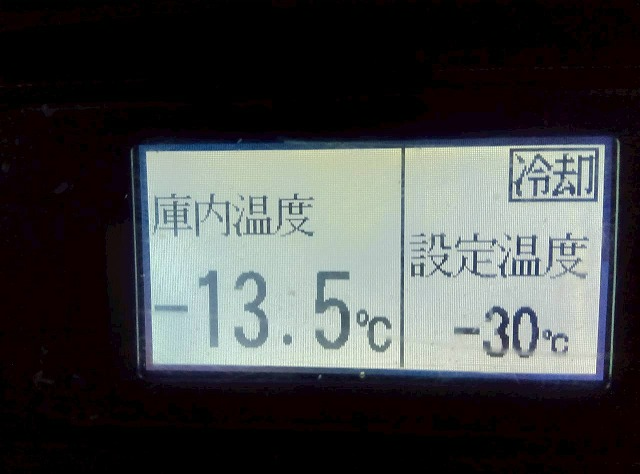 庫内温度
-13.5℃
冷却
設定温度
-30℃